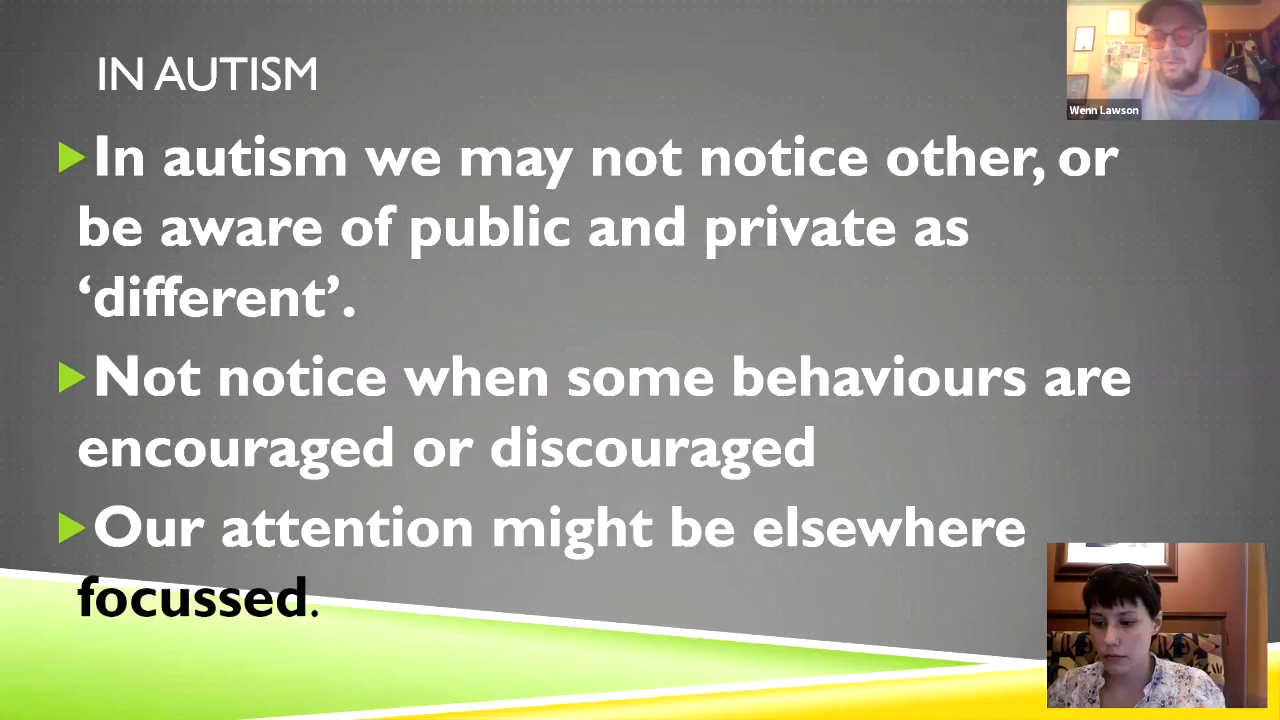 IN AUTISM
In autism we may not notice other, or
be aware of public and private as
‘different’.
Not notice when some behaviours are
encouraged or discouraged
Our attention might be elsewhere
focussed.
Wenn Lawson